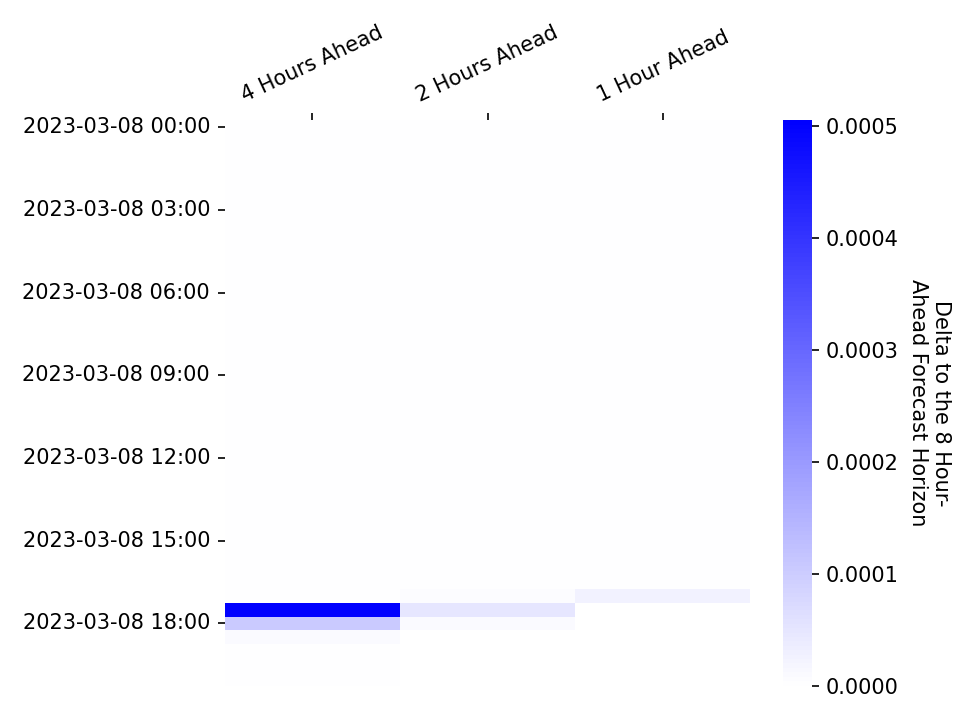 4 Hours Ahead
2 Hours Ahead
1 Hour Ahead
2023-03-08 00:00
2023-03-08 03:00
2023-03-08 06:00
2023-03-08 09:00
2023-03-08 12:00
2023-03-08 15:00
2023-03-08 18:00
0.0005
0.0004
0.0003
0.0002
0.0001
0.0000
Delta to the 8 Hour-
Ahead Forecast Horizon